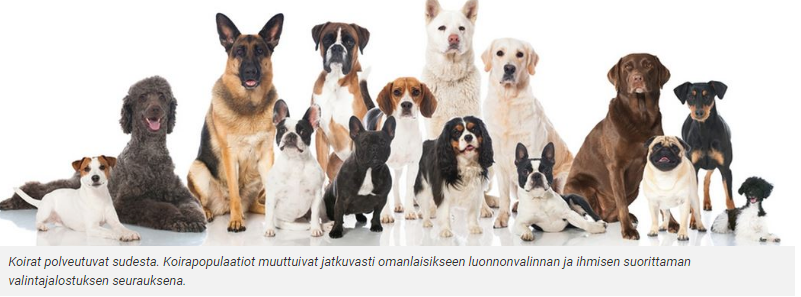 Koirat polveutuvat sudesta. Koirapopulaatiot muuttuivat jatkuvasti omanlaisikseen luonnonvalinnan ja ihmisen suorittaman
valintajalostuksen seurauksena.